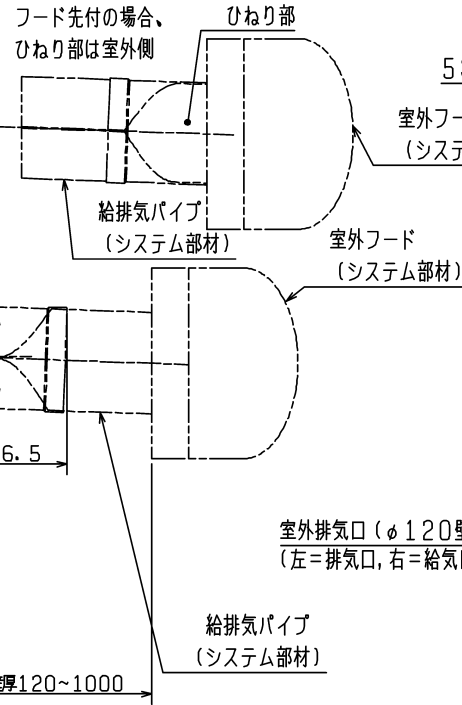 フード先付の場合、
ひねり部は室外側
ひねり部
室外フー
(システ
給排気パイプ
(システム部材)
室外フード
(システム部材)
6.5
室外排気口(φ120
(左=排気口,右=給気口
給排気パイプ
(システム部材)
厚120~1000